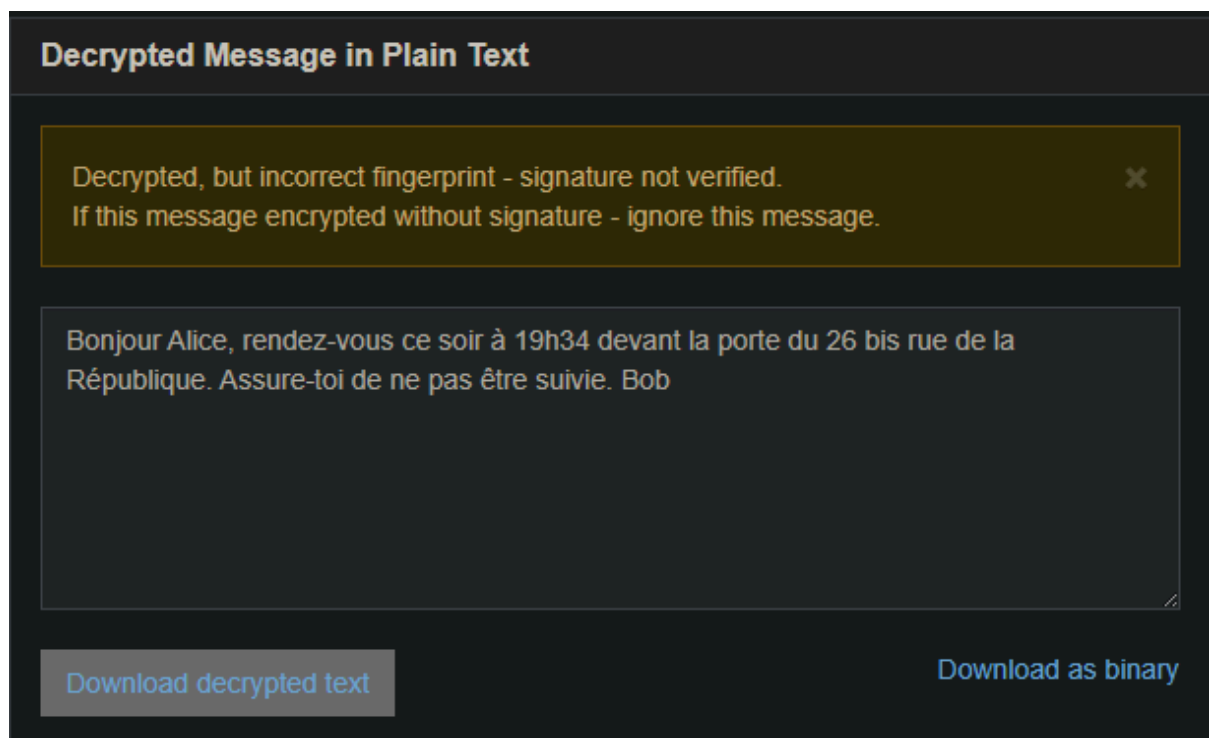 Decrypted Message in Plain Text
Decrypted, but incorrect fingerprint - signature not verified.
If this message encrypted without signature - ignore this message.
Bonjour Alice, rendez-vous ce soir à 19h34 devant la porte du 26 bis rue de la
République. Assure-toi de ne pas être suivie. Bob
Download decrypted text
Download as binary